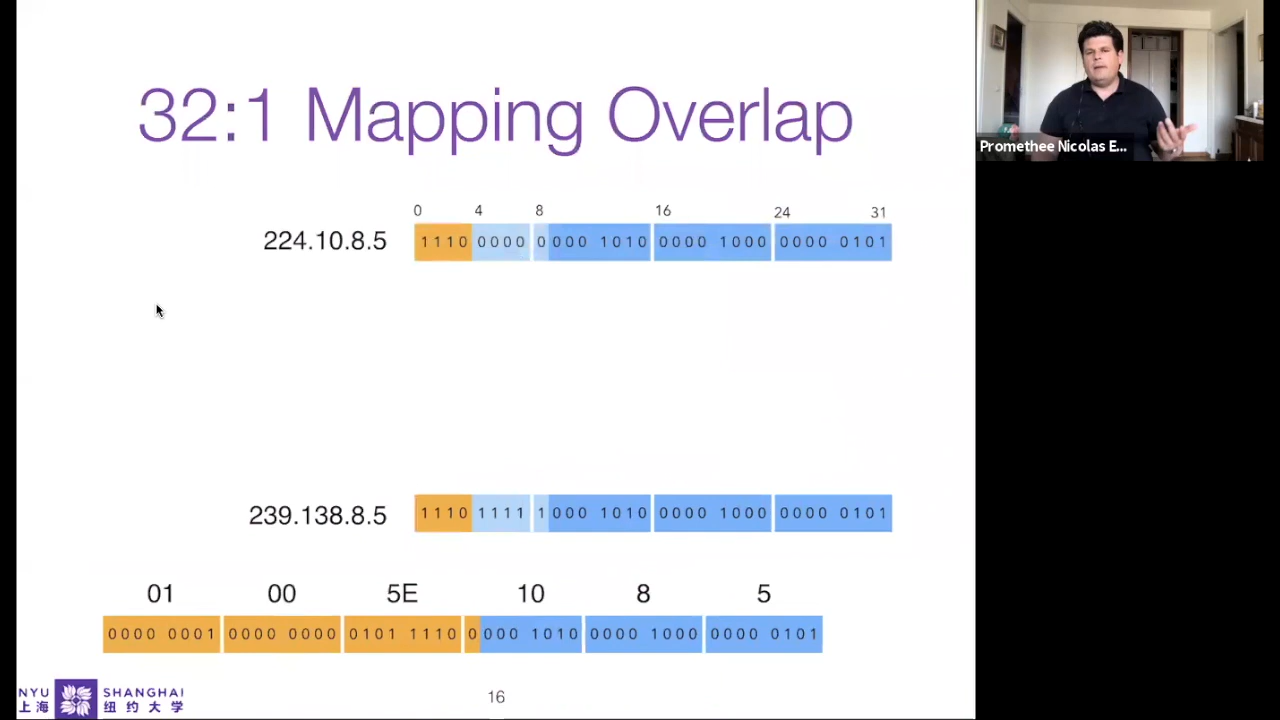 32:1 Mapping Overlap
Promethee Nicolas E...
0 4 8 16 24 31
224.10.8.5 1110 0000 0000 1010 0000 1000 0000 0101
239.138.8.5 1110 1111 1000 1010 0000 1000 0000 0101
01 00 5E 10 8 5
0000 0001 0000 0000 0101 1110 0000 1010 0000 1000 0000 0101
NYU SHANGHAI
上海 纽约大学
16